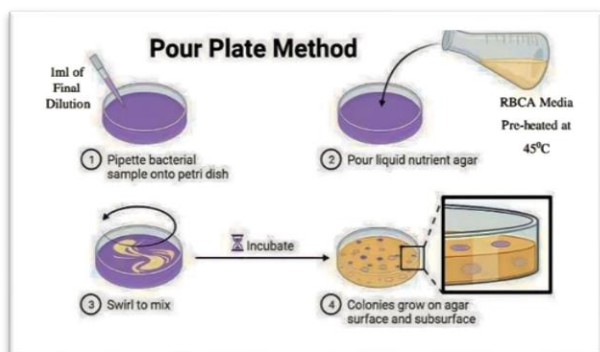 Pour Plate Method
1ml of
Final
Dilution
RBCA Media
Pre-heated at
45⁰C
1 Pipette bacterial
sample onto petri dish
2 Pour liquid nutrient agar
Incubate
3 Swirl to mix
4 Colonies grow on agar
surface and subsurface